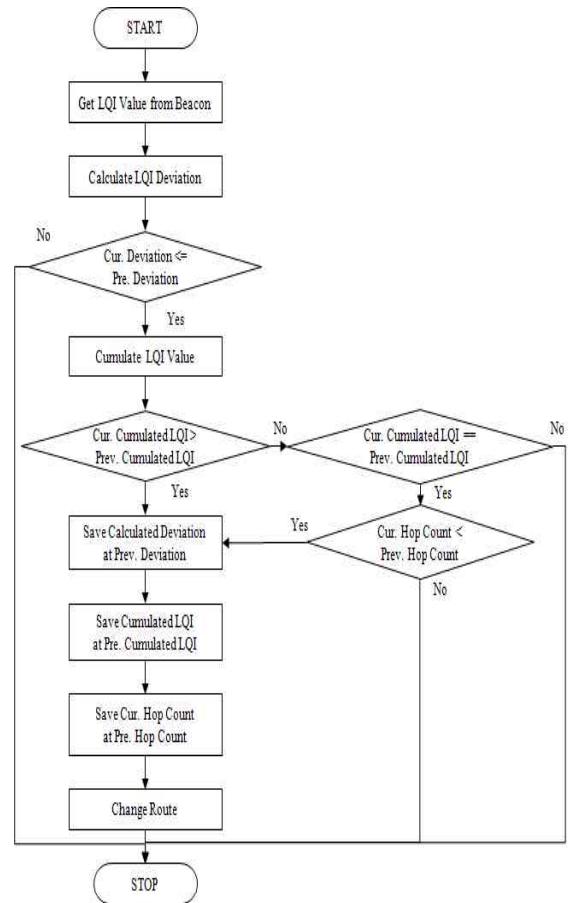 START
Get LQI Value from Beacon
Calculate LQI Deviation
No
Cur. Deviation <=
Pre. Deviation
Yes
Cumulate LQI Value
Cur. Cumulated LQI >
Prev. Cumulated LQI
No
Cur. Cumulated LQI ==
Prev. Cumulated LQI
No
Yes
Yes
Save Calculated Deviation
at Prev. Deviation
Yes
Cur. Hop Count <
Prev. Hop Count
No
Save Cumulated LQI
at Pre. Cumulated LQI
Save Cur. Hop Count
at Pre. Hop Count
Change Route
STOP